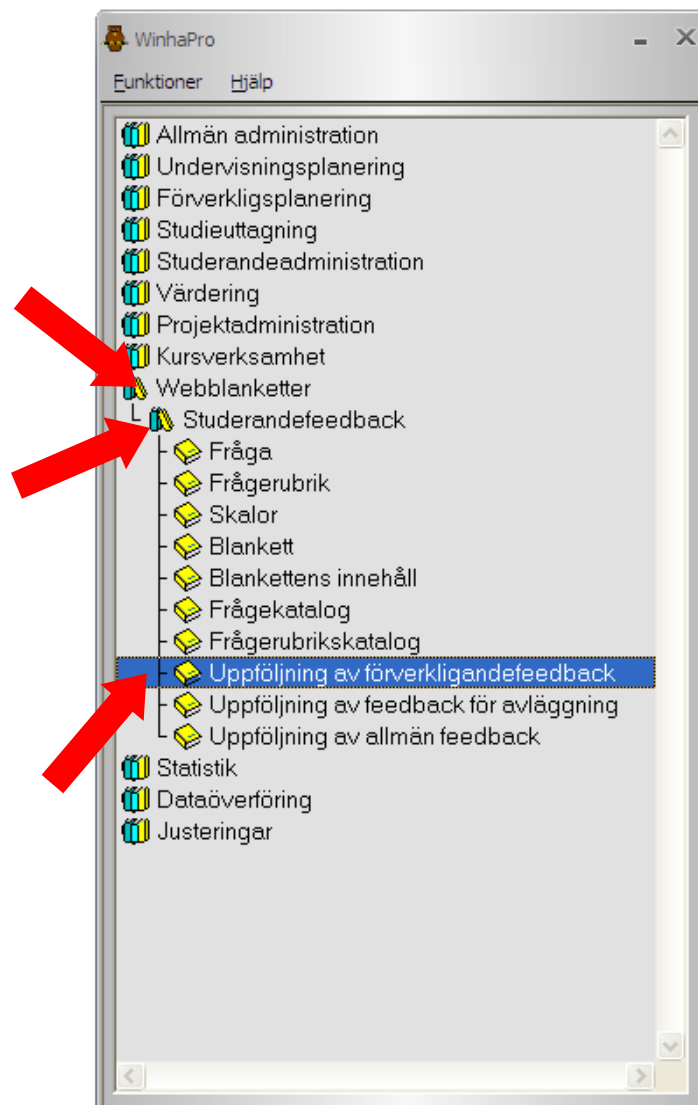 WinhaPro
Funktioner Hjälp
Allmän administration
Undervisningsplanering
Förverkligsplanering
Studieuttagning
Studerandeadministration
Värdering
Projektadministration
Kursverksamhet
Webblanketter
Studerandefeedback
Fråga
Frågerubrik
Skalor
Blankett
Blankettens innehåll
Frågekatalog
Frågerubrikskatalog
Uppföljning av förverkligandefeedback
Uppföljning av feedback för avläggning
Uppföljning av allmän feedback
Statistik
Dataöverföring
Justeringar